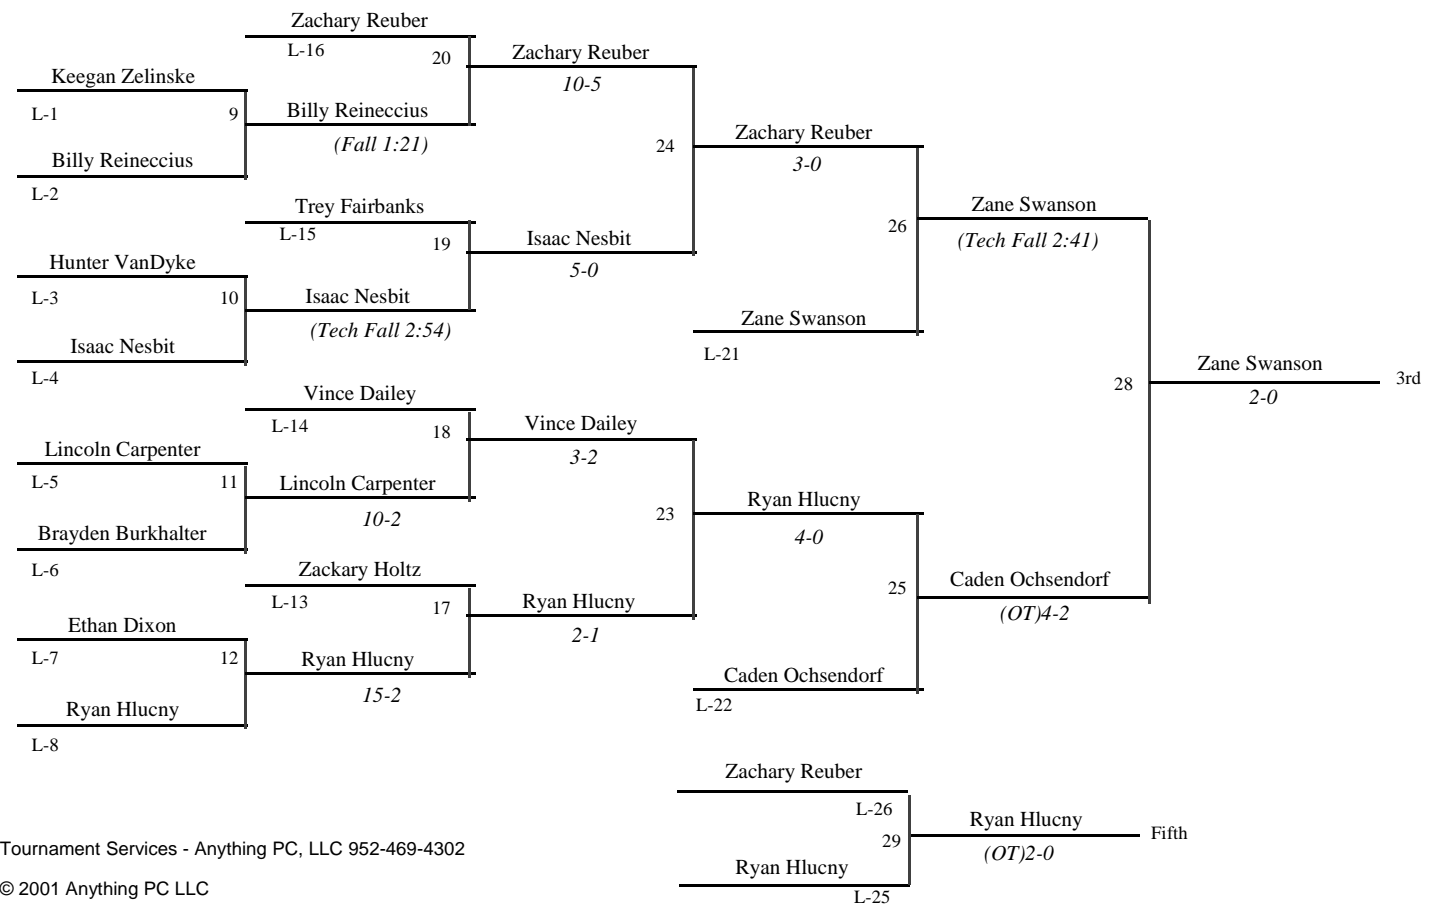 Zachary Reuber
L-16
20
Zachary Reuber
10-5
Keegan Zelinske
L-1
9
Billy Reineccius
(Fall 1:21)
Billy Reineccius
L-2
24
Zachary Reuber
3-0
Trey Fairbanks
L-15
19
Isaac Nesbit
5-0
Hunter VanDyke
L-3
10
Isaac Nesbit
(Tech Fall 2:54)
Isaac Nesbit
L-4
26
Zane Swanson
(Tech Fall 2:41)
Zane Swanson
L-21
28
Zane Swanson
2-0
3rd
Vince Dailey
L-14
18
Vince Dailey
3-2
Lincoln Carpenter
L-5
11
Lincoln Carpenter
10-2
Brayden Burkhalter
L-6
23
Ryan Hlucny
4-0
Zackary Holtz
L-13
17
Ryan Hlucny
2-1
Ethan Dixon
L-7
12
Ryan Hlucny
15-2
Ryan Hlucny
L-8
25
Caden Ochsendorf
(OT)4-2
Caden Ochsendorf
L-22
Zachary Reuber
L-26
29
Ryan Hlucny
(OT)2-0
Fifth
Ryan Hlucny
L-25
Tournament Services - Anything PC, LLC 952-469-4302
© 2001 Anything PC LLC